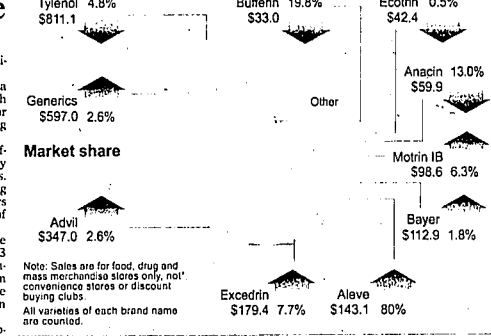 Tylenol 4.8%
$811.1
Bufferin 19.8%
$33.0
Ecotrin 0.5%
$42.4
Anacin 13.0%
$59.9
Generics
$597.0 2.6%
Other
Market share
Motrin IB
$98.6 6.3%
Advil
$347.0 2.6%
Bayer
$112.9 1.8%
Note: Sales are for food, drug and
mass merchandise stores only, not
convenience stores or discount
buying clubs.
All varieties of each brand name
are counted.
Excedrin
$179.4 7.7%
Aleve
$143.1 80%